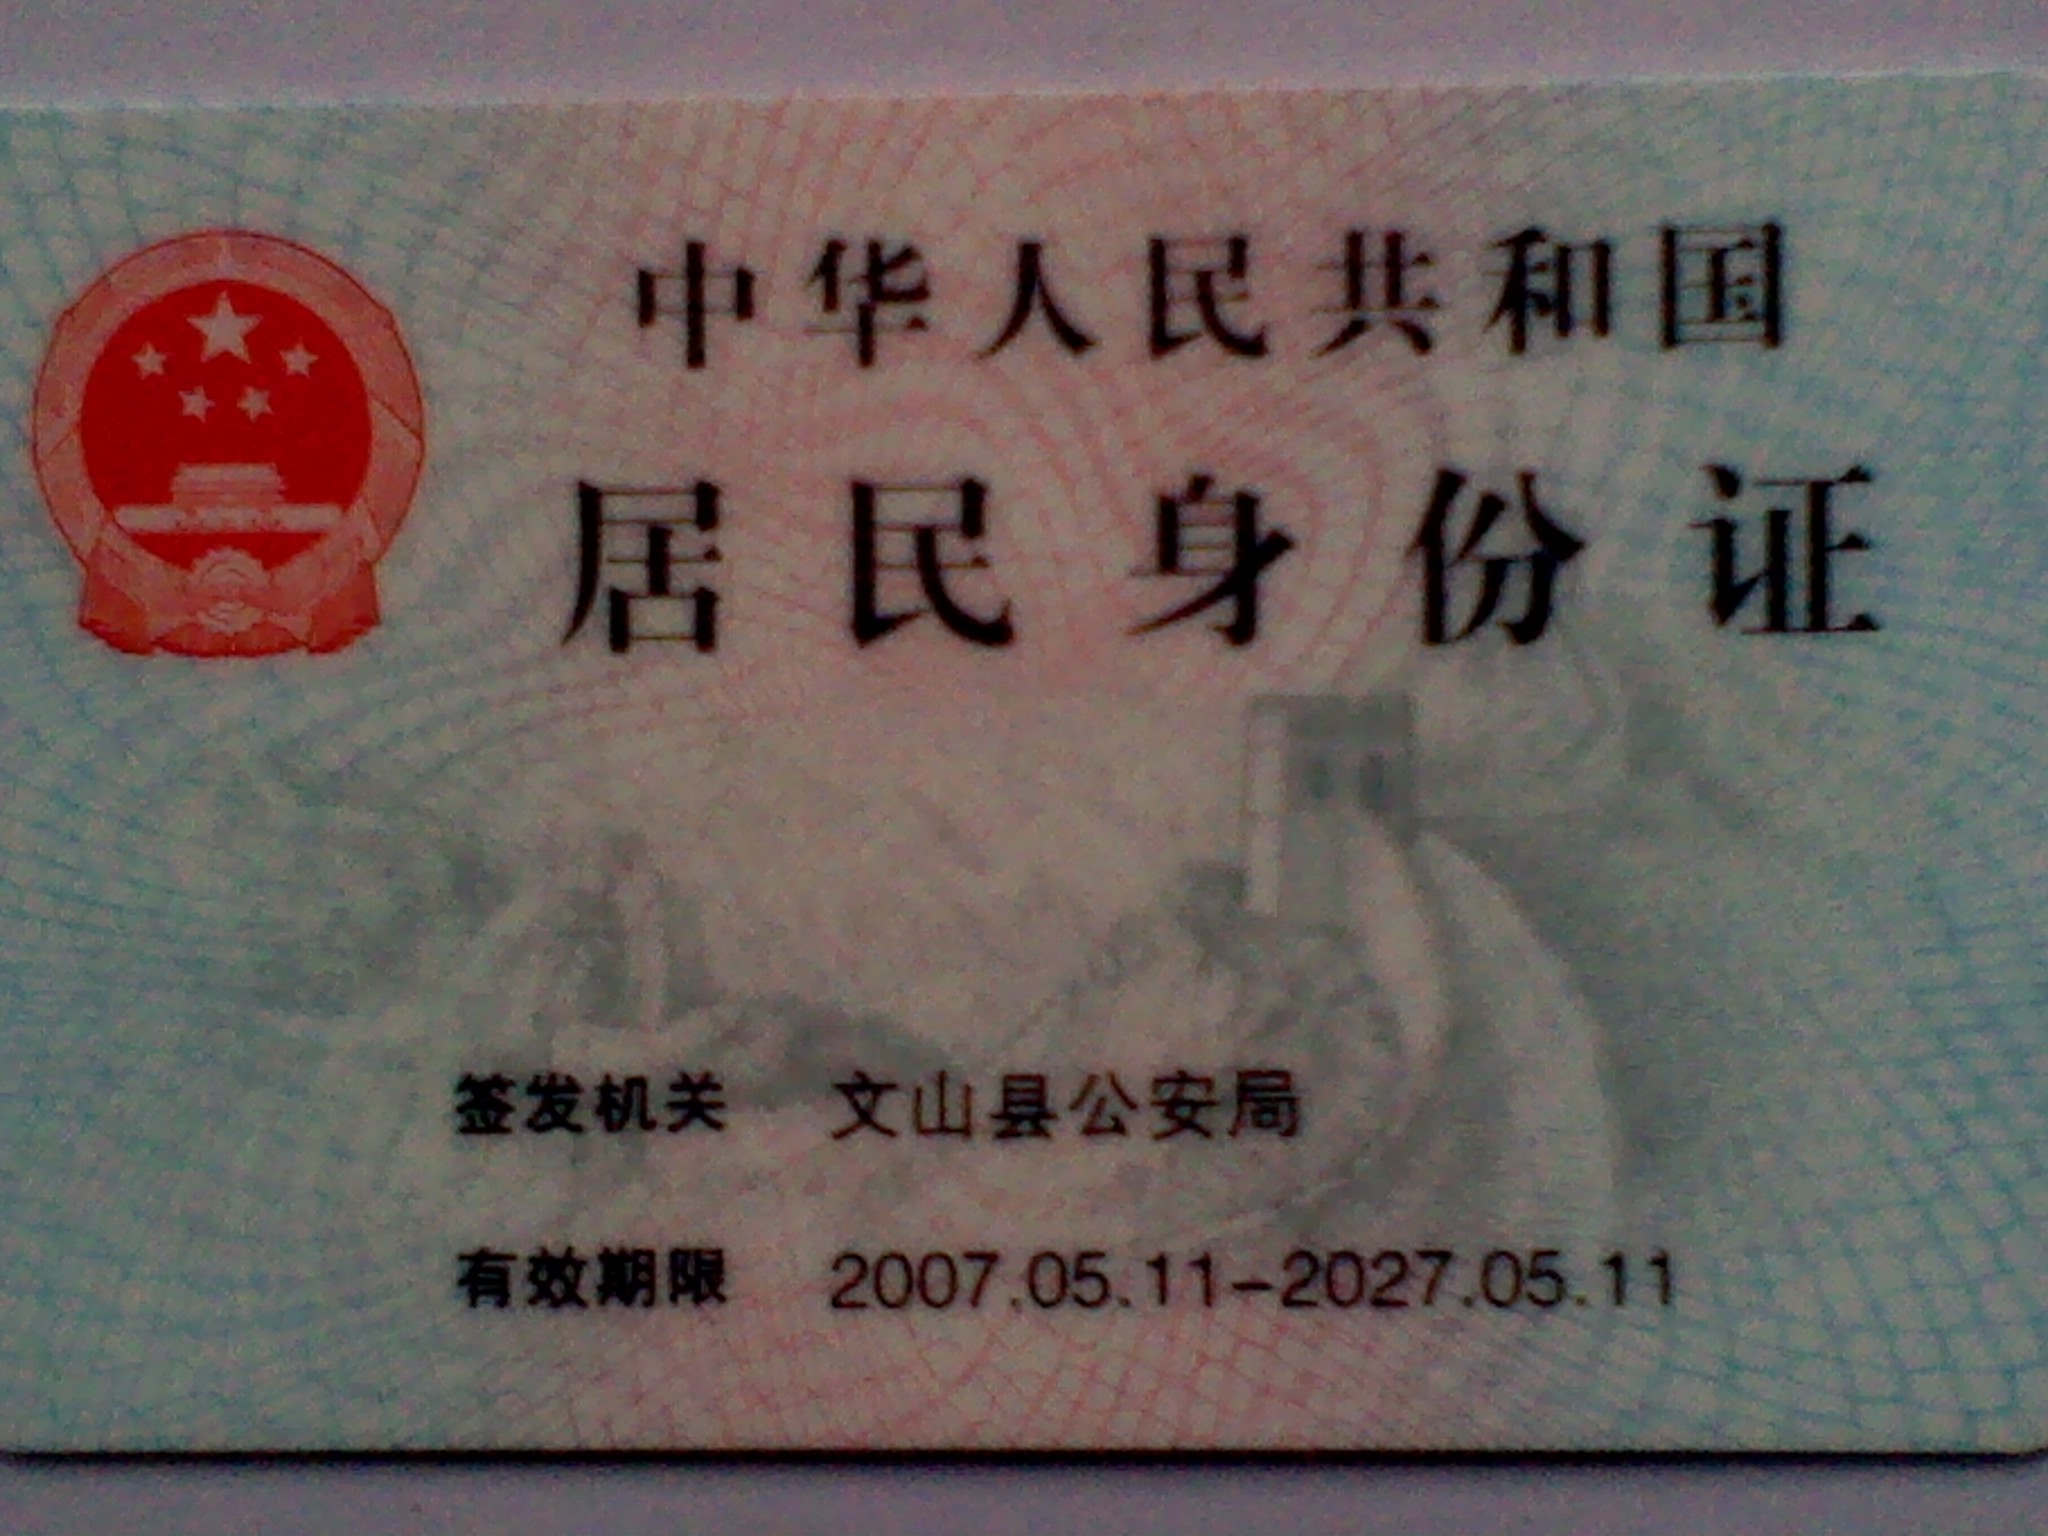 中华人民共和国
居民身份证
签发机关 文山县公安局
有效期限 2007.05.11-2027.05.11